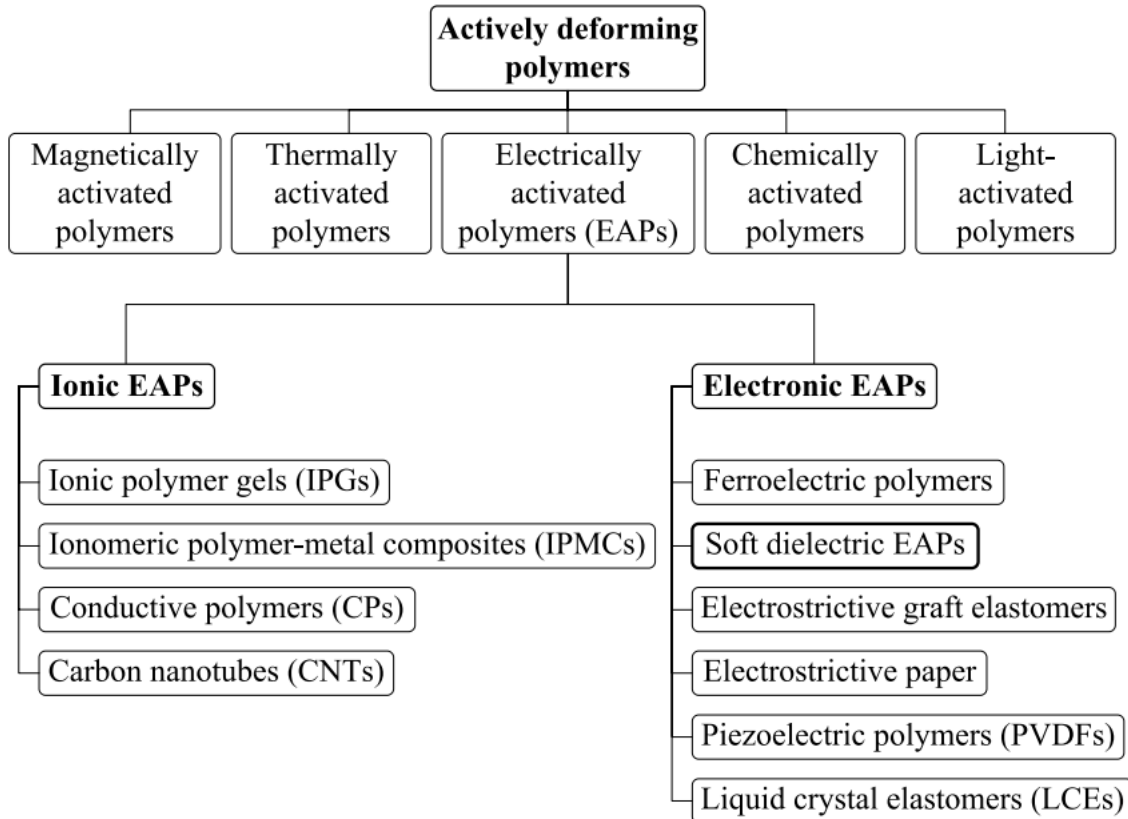 Actively deforming
polymers
Magnetically
activated
polymers
Thermally
activated
polymers
Electrically
activated
polymers (EAPs)
Chemically
activated
polymers
Light-
activated
polymers
Ionic EAPs
Ionic polymer gels (IPGs)
Ionomeric polymer-metal composites (IPMCs)
Conductive polymers (CPs)
Carbon nanotubes (CNTs)
Electronic EAPs
Ferroelectric polymers
Soft dielectric EAPs
Electrostrictive graft elastomers
Electrostrictive paper
Piezoelectric polymers (PVDFs)
Liquid crystal elastomers (LCEs)